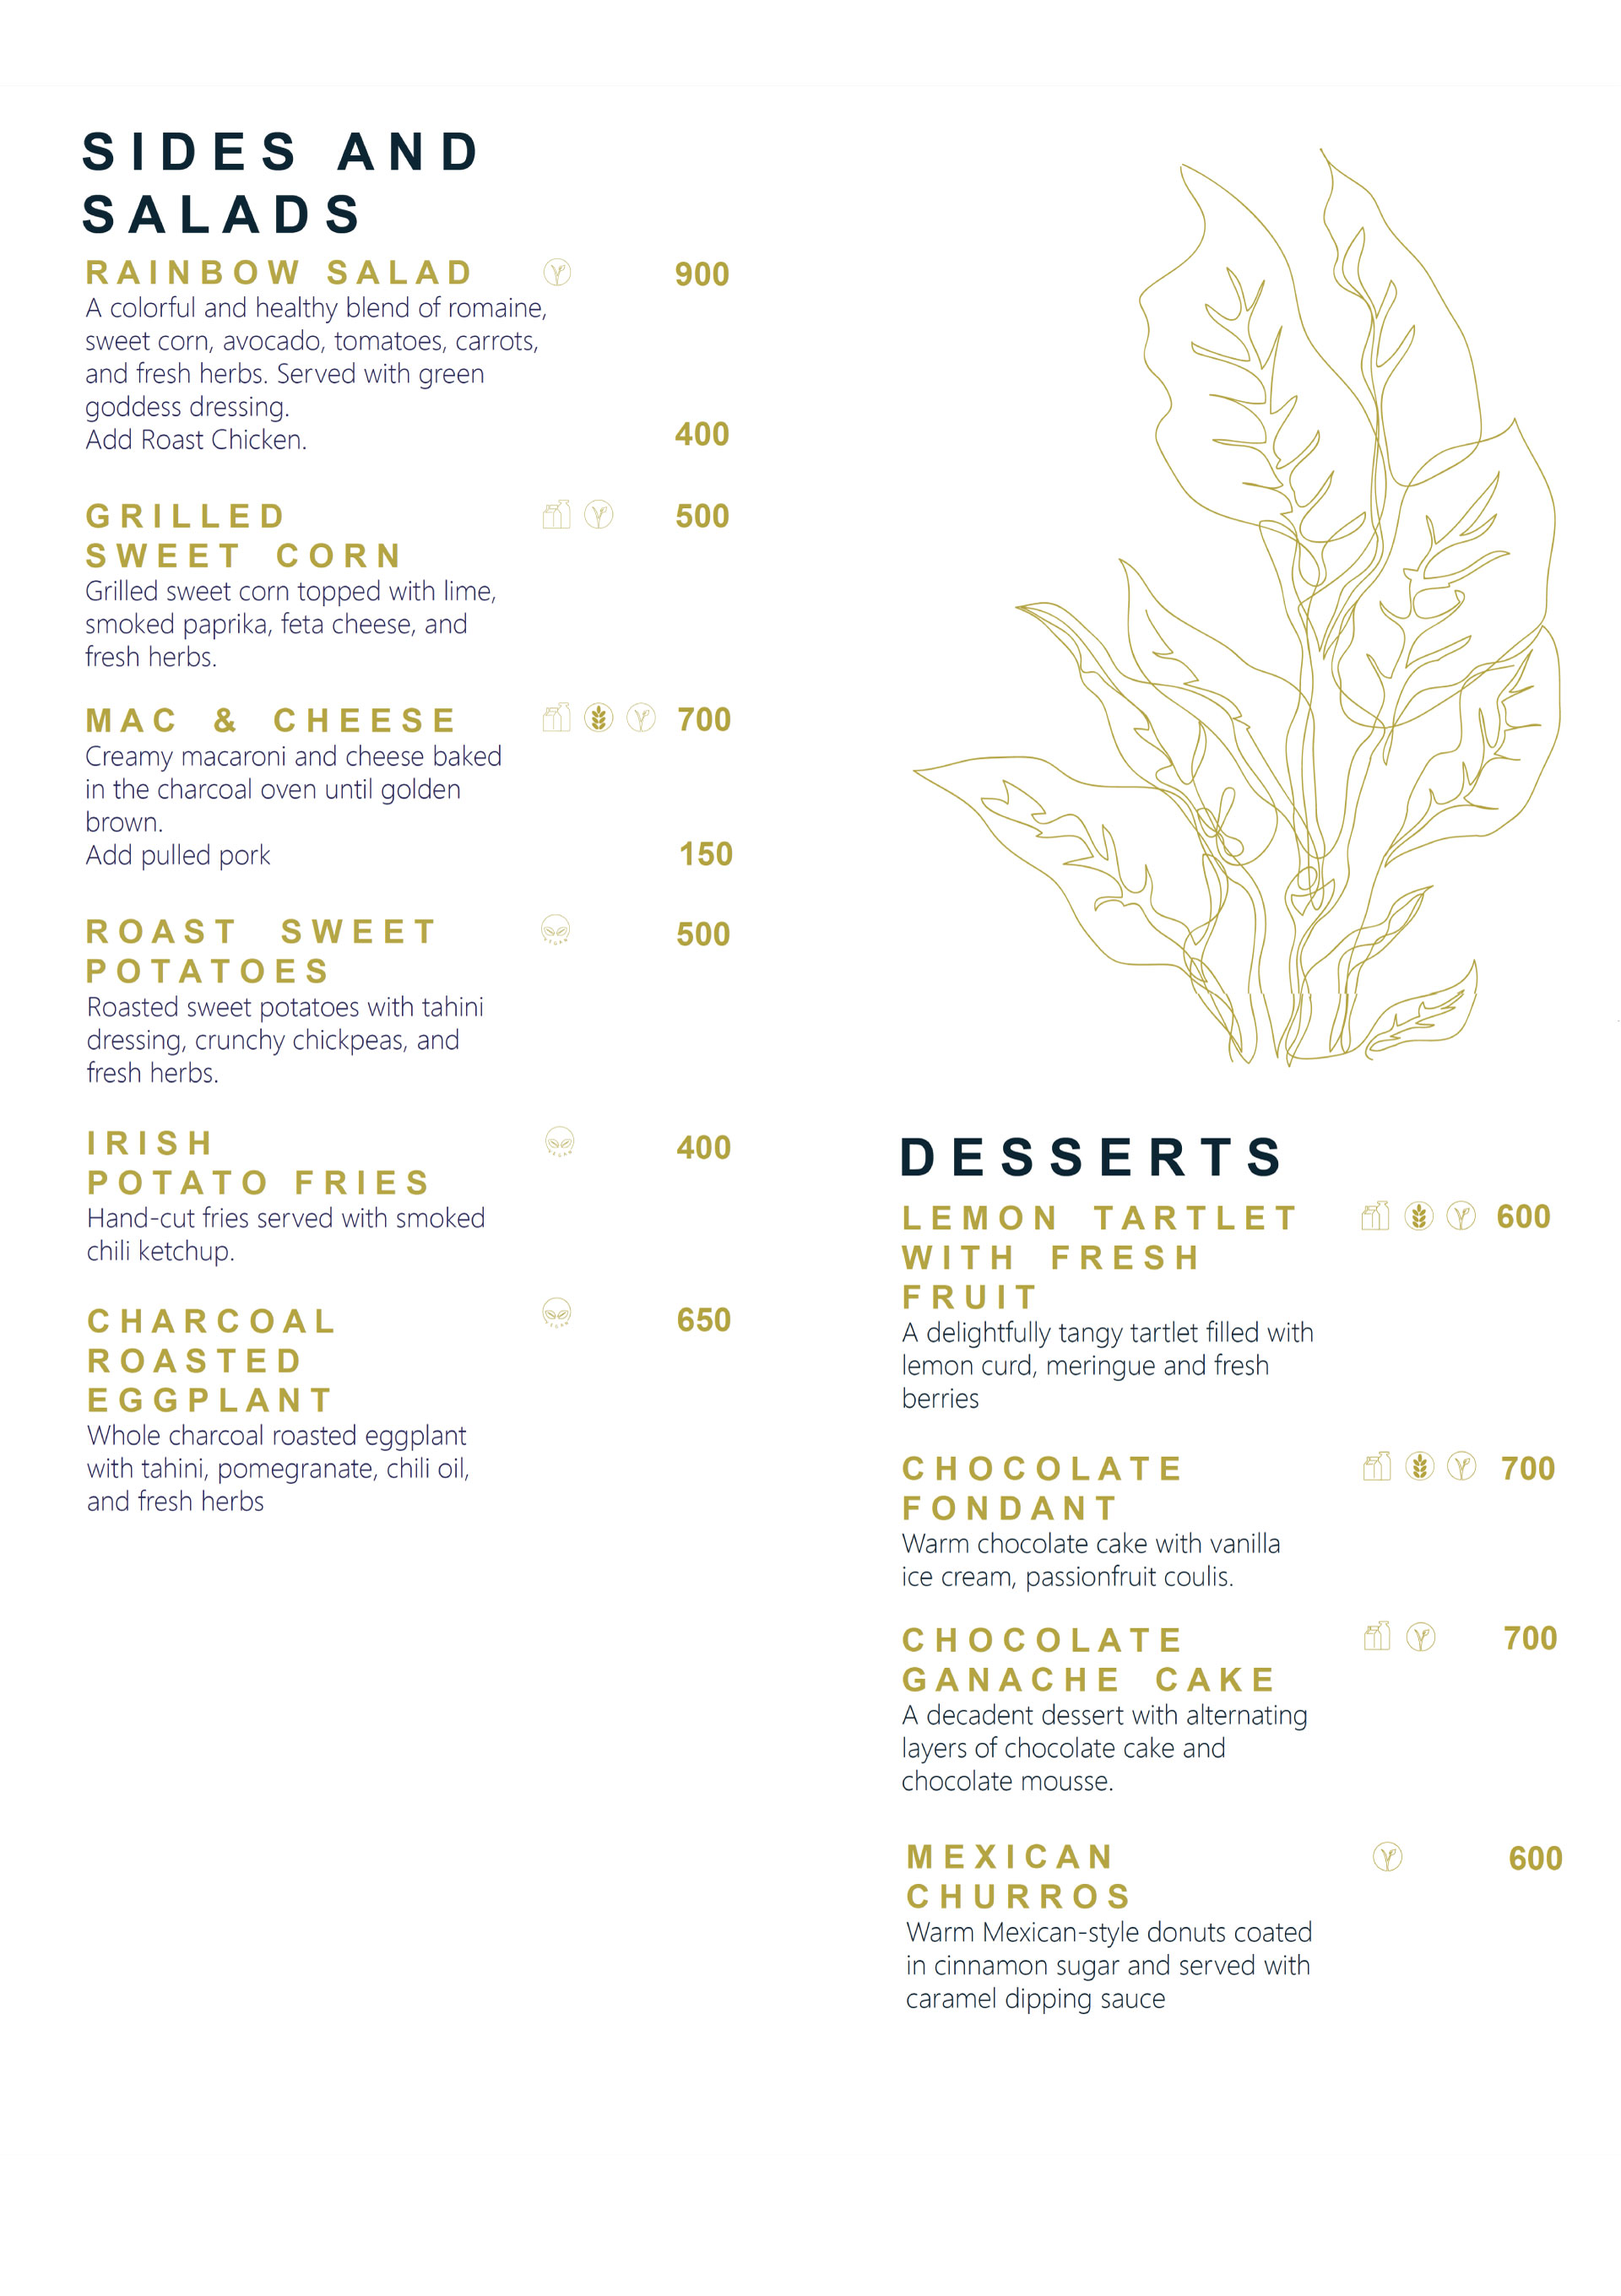 SIDES AND
SALADS
RAINBOW SALAD 900
A colorful and healthy blend of romaine,
sweet corn, avocado, tomatoes, carrots,
and fresh herbs. Served with green
goddess dressing.
Add Roast Chicken. 400
GRILLED 500
SWEET CORN
Grilled sweet corn topped with lime,
smoked paprika, feta cheese, and
fresh herbs.
MAC & CHEESE 700
Creamy macaroni and cheese baked
in the charcoal oven until golden
brown.
Add pulled pork 150
ROAST SWEET 500
POTATOES
Roasted sweet potatoes with tahini
dressing, crunchy chickpeas, and
fresh herbs.
IRISH 400
POTATO FRIES
Hand-cut fries served with smoked
chili ketchup.
CHARCOAL 650
ROASTED
EGGPLANT
Whole charcoal roasted eggplant
with tahini, pomegranate, chili oil,
and fresh herbs
DESSERTS
LEMON TARTLET 600
WITH FRESH
FRUIT
A delightfully tangy tartlet filled with
lemon curd, meringue and fresh
berries
CHOCOLATE 700
FONDANT
Warm chocolate cake with vanilla
ice cream, passionfruit coulis.
CHOCOLATE 700
GANACHE CAKE
A decadent dessert with alternating
layers of chocolate cake and
chocolate mousse.
MEXICAN 600
CHURROS
Warm Mexican-style donuts coated
in cinnamon sugar and served with
caramel dipping sauce